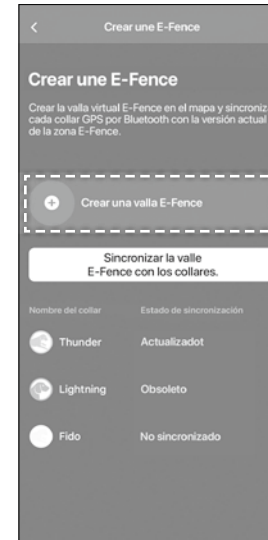 Crear une E-Fence
Crear une E-Fence
Crear la valla virtual E-Fence en el mapa y sincroniz
cada collar GPS por Bluetooth con la versión actual
de la zona E-Fence.
Crear una valla E-Fence
Sincronizar la valle
E-Fence con los collares.
Nombre del collar Estado de sincronización
Thunder Actualizadot
Lightning Obsoleto
Fido No sincronizado